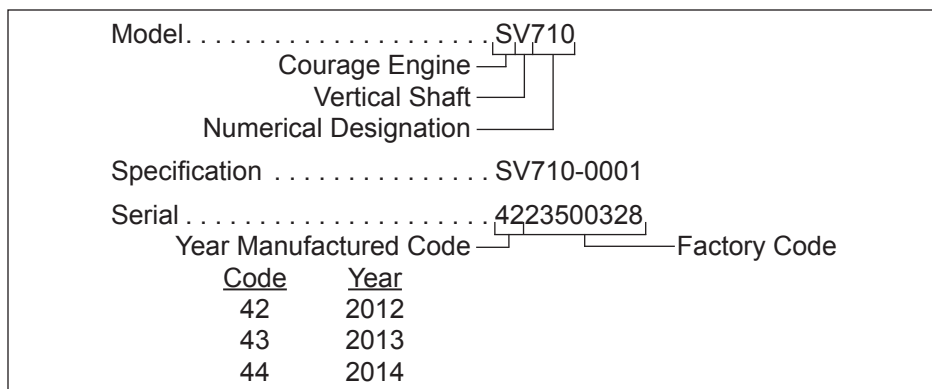 Model. . . . . . . . . . . . . . . . . . . . . SV710
Courage Engine
Vertical Shaft
Numerical Designation
Specification . . . . . . . . . . . . . . . SV710-0001
Serial . . . . . . . . . . . . . . . . . . . . . 4223500328
Year Manufactured Code Factory Code
Code Year
42 2012
43 2013
44 2014